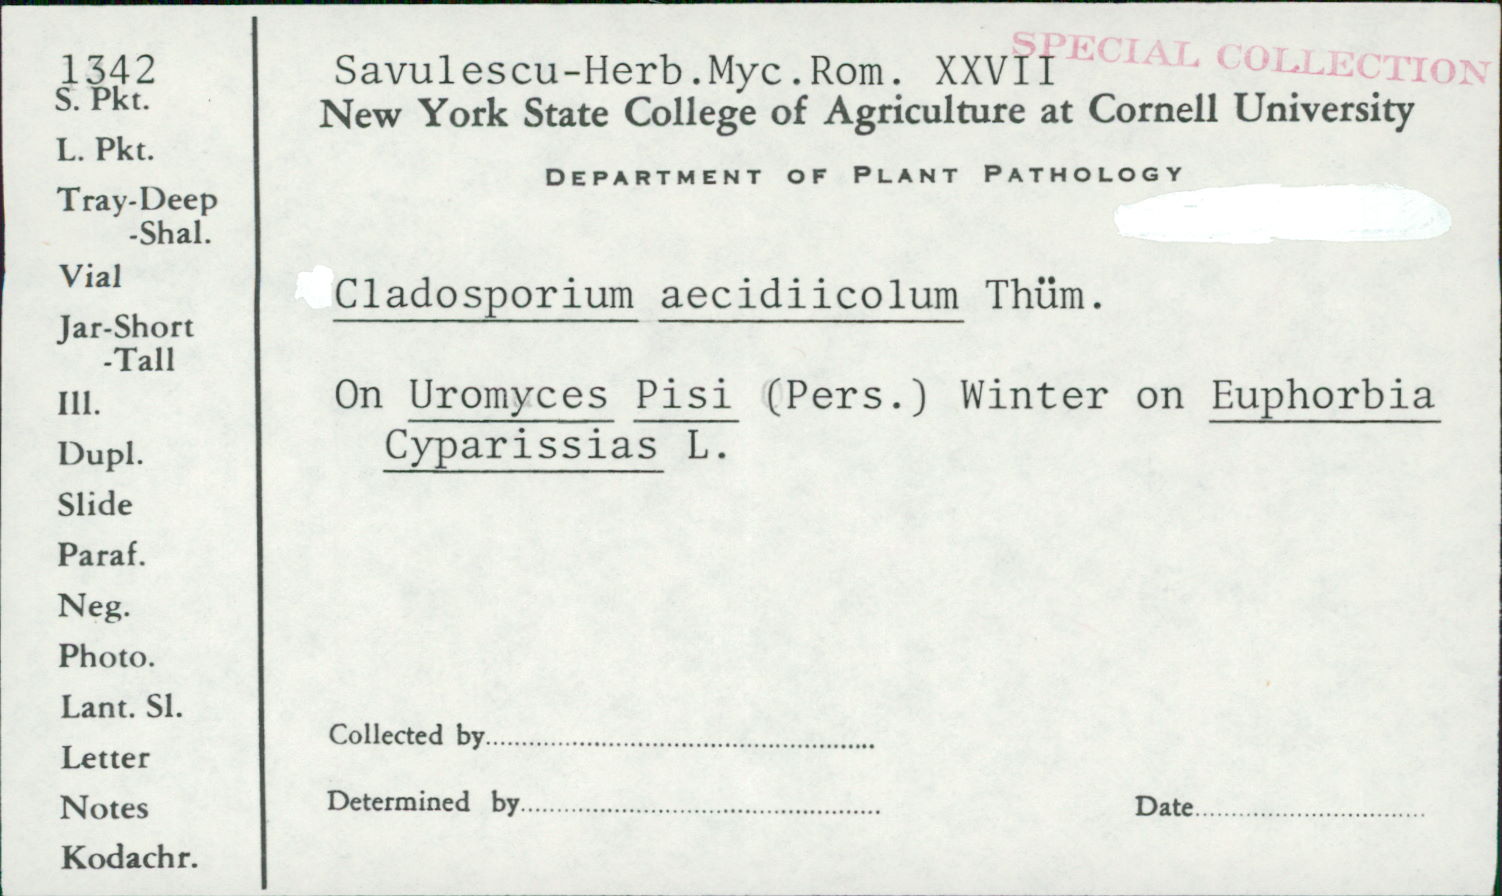 1342
S. Pkt.
L. Pkt.
Tray-Deep
-Shal.
Vial
Jar-Short
-Tall
Ill.
Dupl.
Slide
Paraf.
Neg.
Photo.
Lant. Sl.
Letter
Notes
Kodachr.
SPECIAL COLLECTION
Savulescu-Herb.Myc.Rom. XXVII
New York State College of Agriculture at Cornell University
DEPARTMENT OF PLANT PATHOLOGY
Cladosporium aecidiicolum Thüm.
On Uromyces Pisi (Pers.) Winter on Euphorbia
Cyparissias L.
Collected by
Determined by
Date